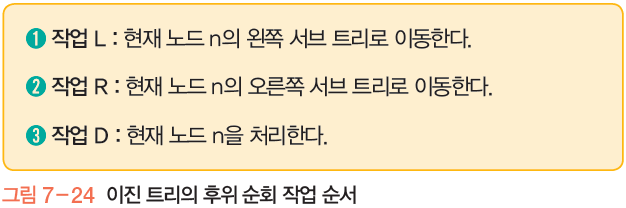 ❶ 작업 L : 현재 노드 n의 왼쪽 서브 트리로 이동한다.
❷ 작업 R : 현재 노드 n의 오른쪽 서브 트리로 이동한다.
❸ 작업 D : 현재 노드 n을 처리한다.
그림 7-24 이진 트리의 후위 순회 작업 순서